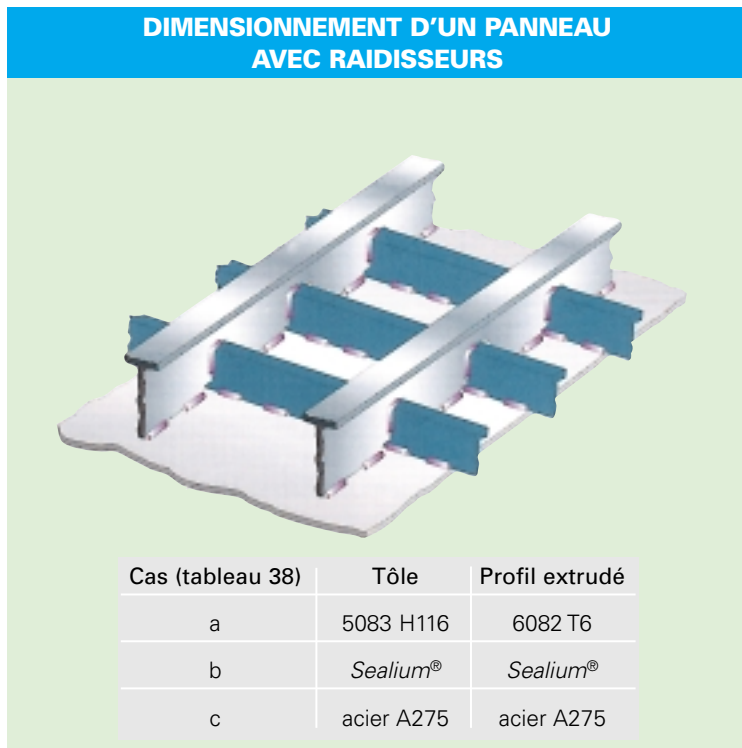 DIMENSIONNEMENT D'UN PANNEAU
AVEC RAIDISSEURS
Cas (tableau 38) Tôle Profil extrudé
a 5083 H116 6082 T6
b Sealium® Sealium®
c acier A275 acier A275